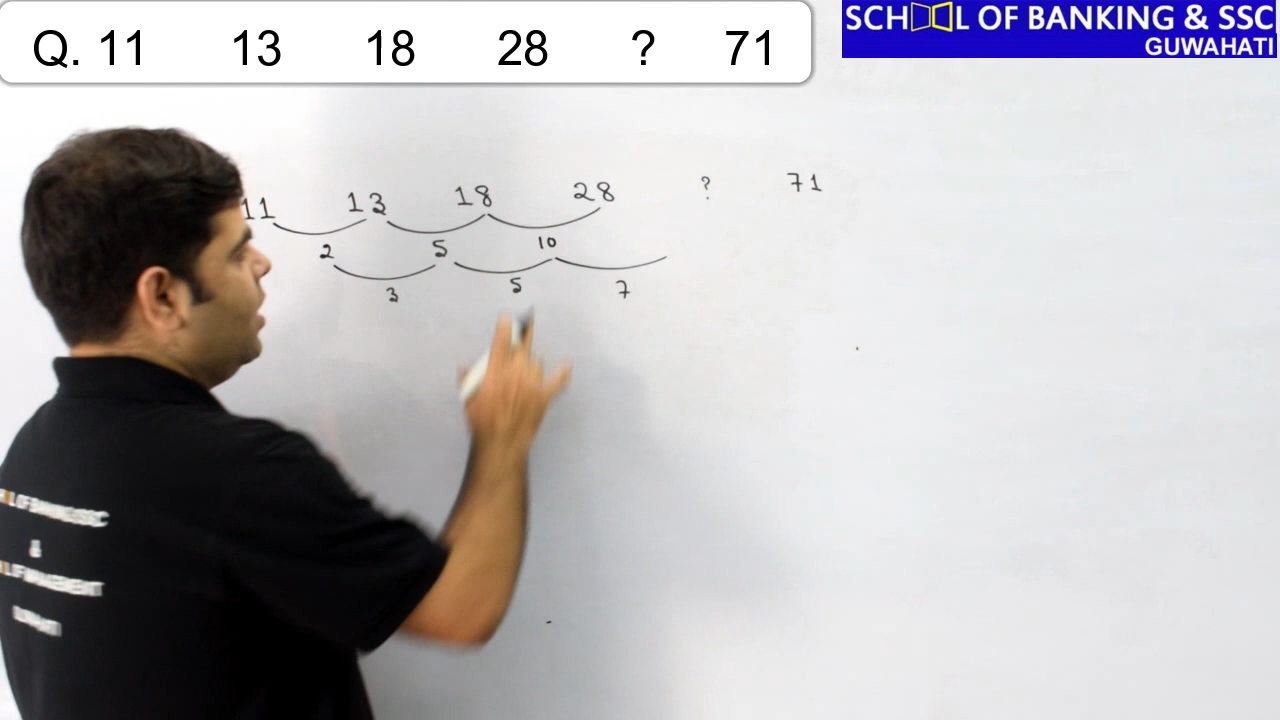 Q. 11 13 18 28 ? 71
SCHOOL OF BANKING & SSC
GUWAHATI
11 13 18 28 ? 71
2 5 10
3 5 7
&